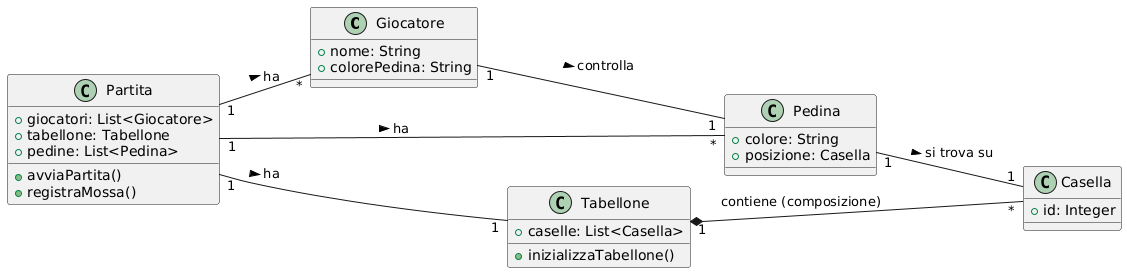 C Giocatore
+ nome: String
+ colorePedina: String
C Partita
+ giocatori: List<Giocatore>
+ tabellone: Tabellone
+ pedine: List<Pedina>
+ avviaPartita()
+ registraMossa()
ha
1
*
controlla
1
1
ha
1
*
ha
1
1
C Pedina
+ colore: String
+ posizione: Casella
si trova su
1
1
C Tabellone
+ caselle: List<Casella>
+ inizializzaTabellone()
contiene (composizione)
1
*
C Casella
+ id: Integer